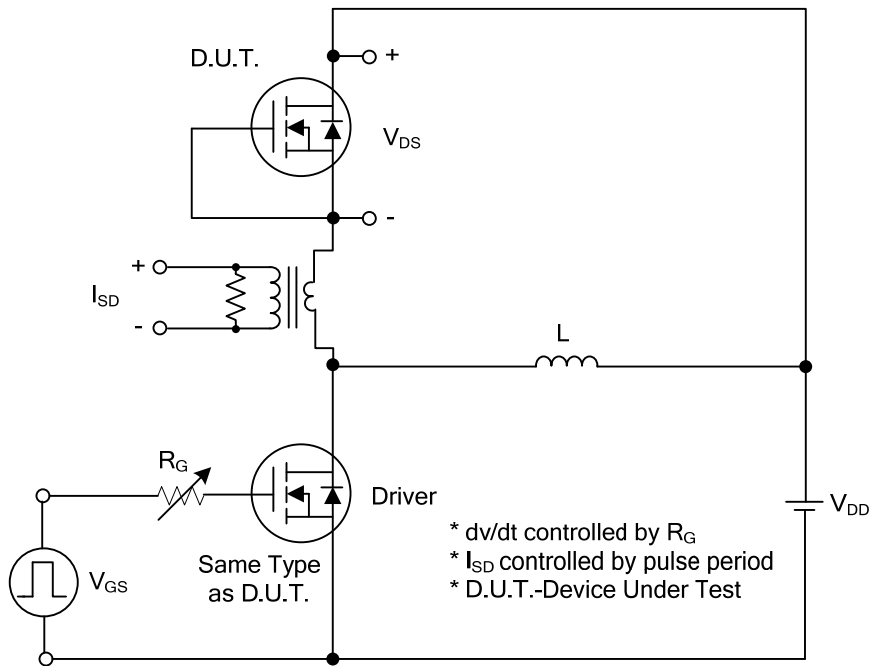 D.U.T.
+
VDS
-
+
ISD
-
L
RG
Driver
VDD
VGS
Same Type
as D.U.T.
* dv/dt controlled by RG
* ISD controlled by pulse period
* D.U.T.-Device Under Test